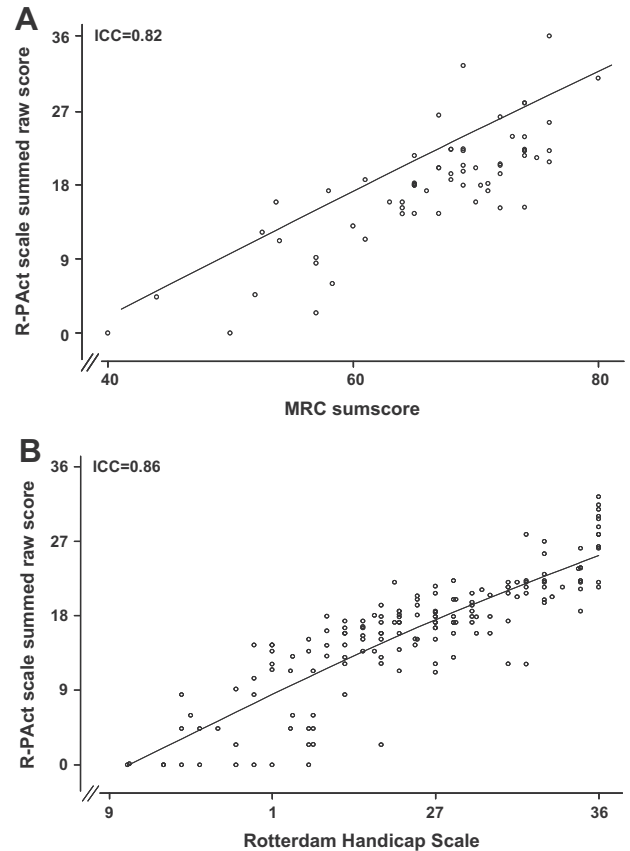 A
ICC=0.82
R-PAct scale summed raw score
36
27
18
9
0
40 60 80
MRC sumscore
B
ICC=0.86
R-PAct scale summed raw score
36
27
18
9
0
9 1 27 36
Rotterdam Handicap Scale